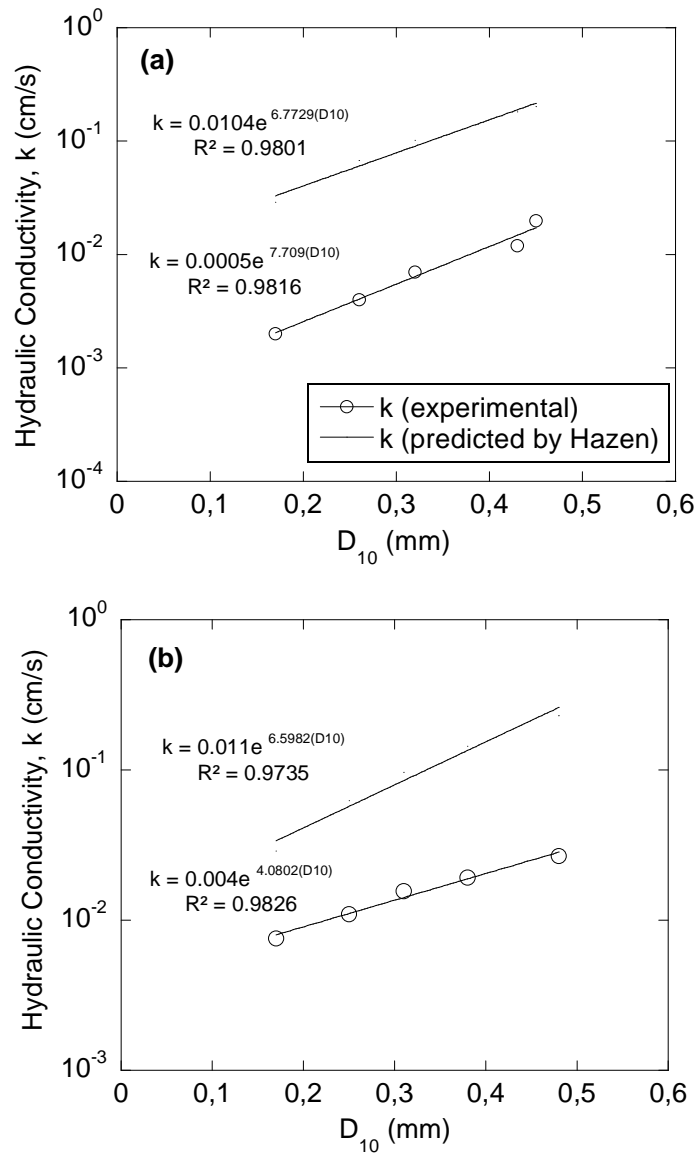 (a)
Hydraulic Conductivity, k (cm/s)
10^0
10^-1
10^-2
10^-3
10^-4
k = 0.0104e^6.7729(D10)
R² = 0.9801
k = 0.0005e^7.709(D10)
R² = 0.9816
k (experimental)
k (predicted by Hazen)
0 0,1 0,2 0,3 0,4 0,5 0,6
D_10 (mm)
(b)
Hydraulic Conductivity, k (cm/s)
10^0
10^-1
10^-2
10^-3
k = 0.011e^6.5982(D10)
R² = 0.9735
k = 0.004e^4.0802(D10)
R² = 0.9826
0 0,1 0,2 0,3 0,4 0,5 0,6
D_10 (mm)